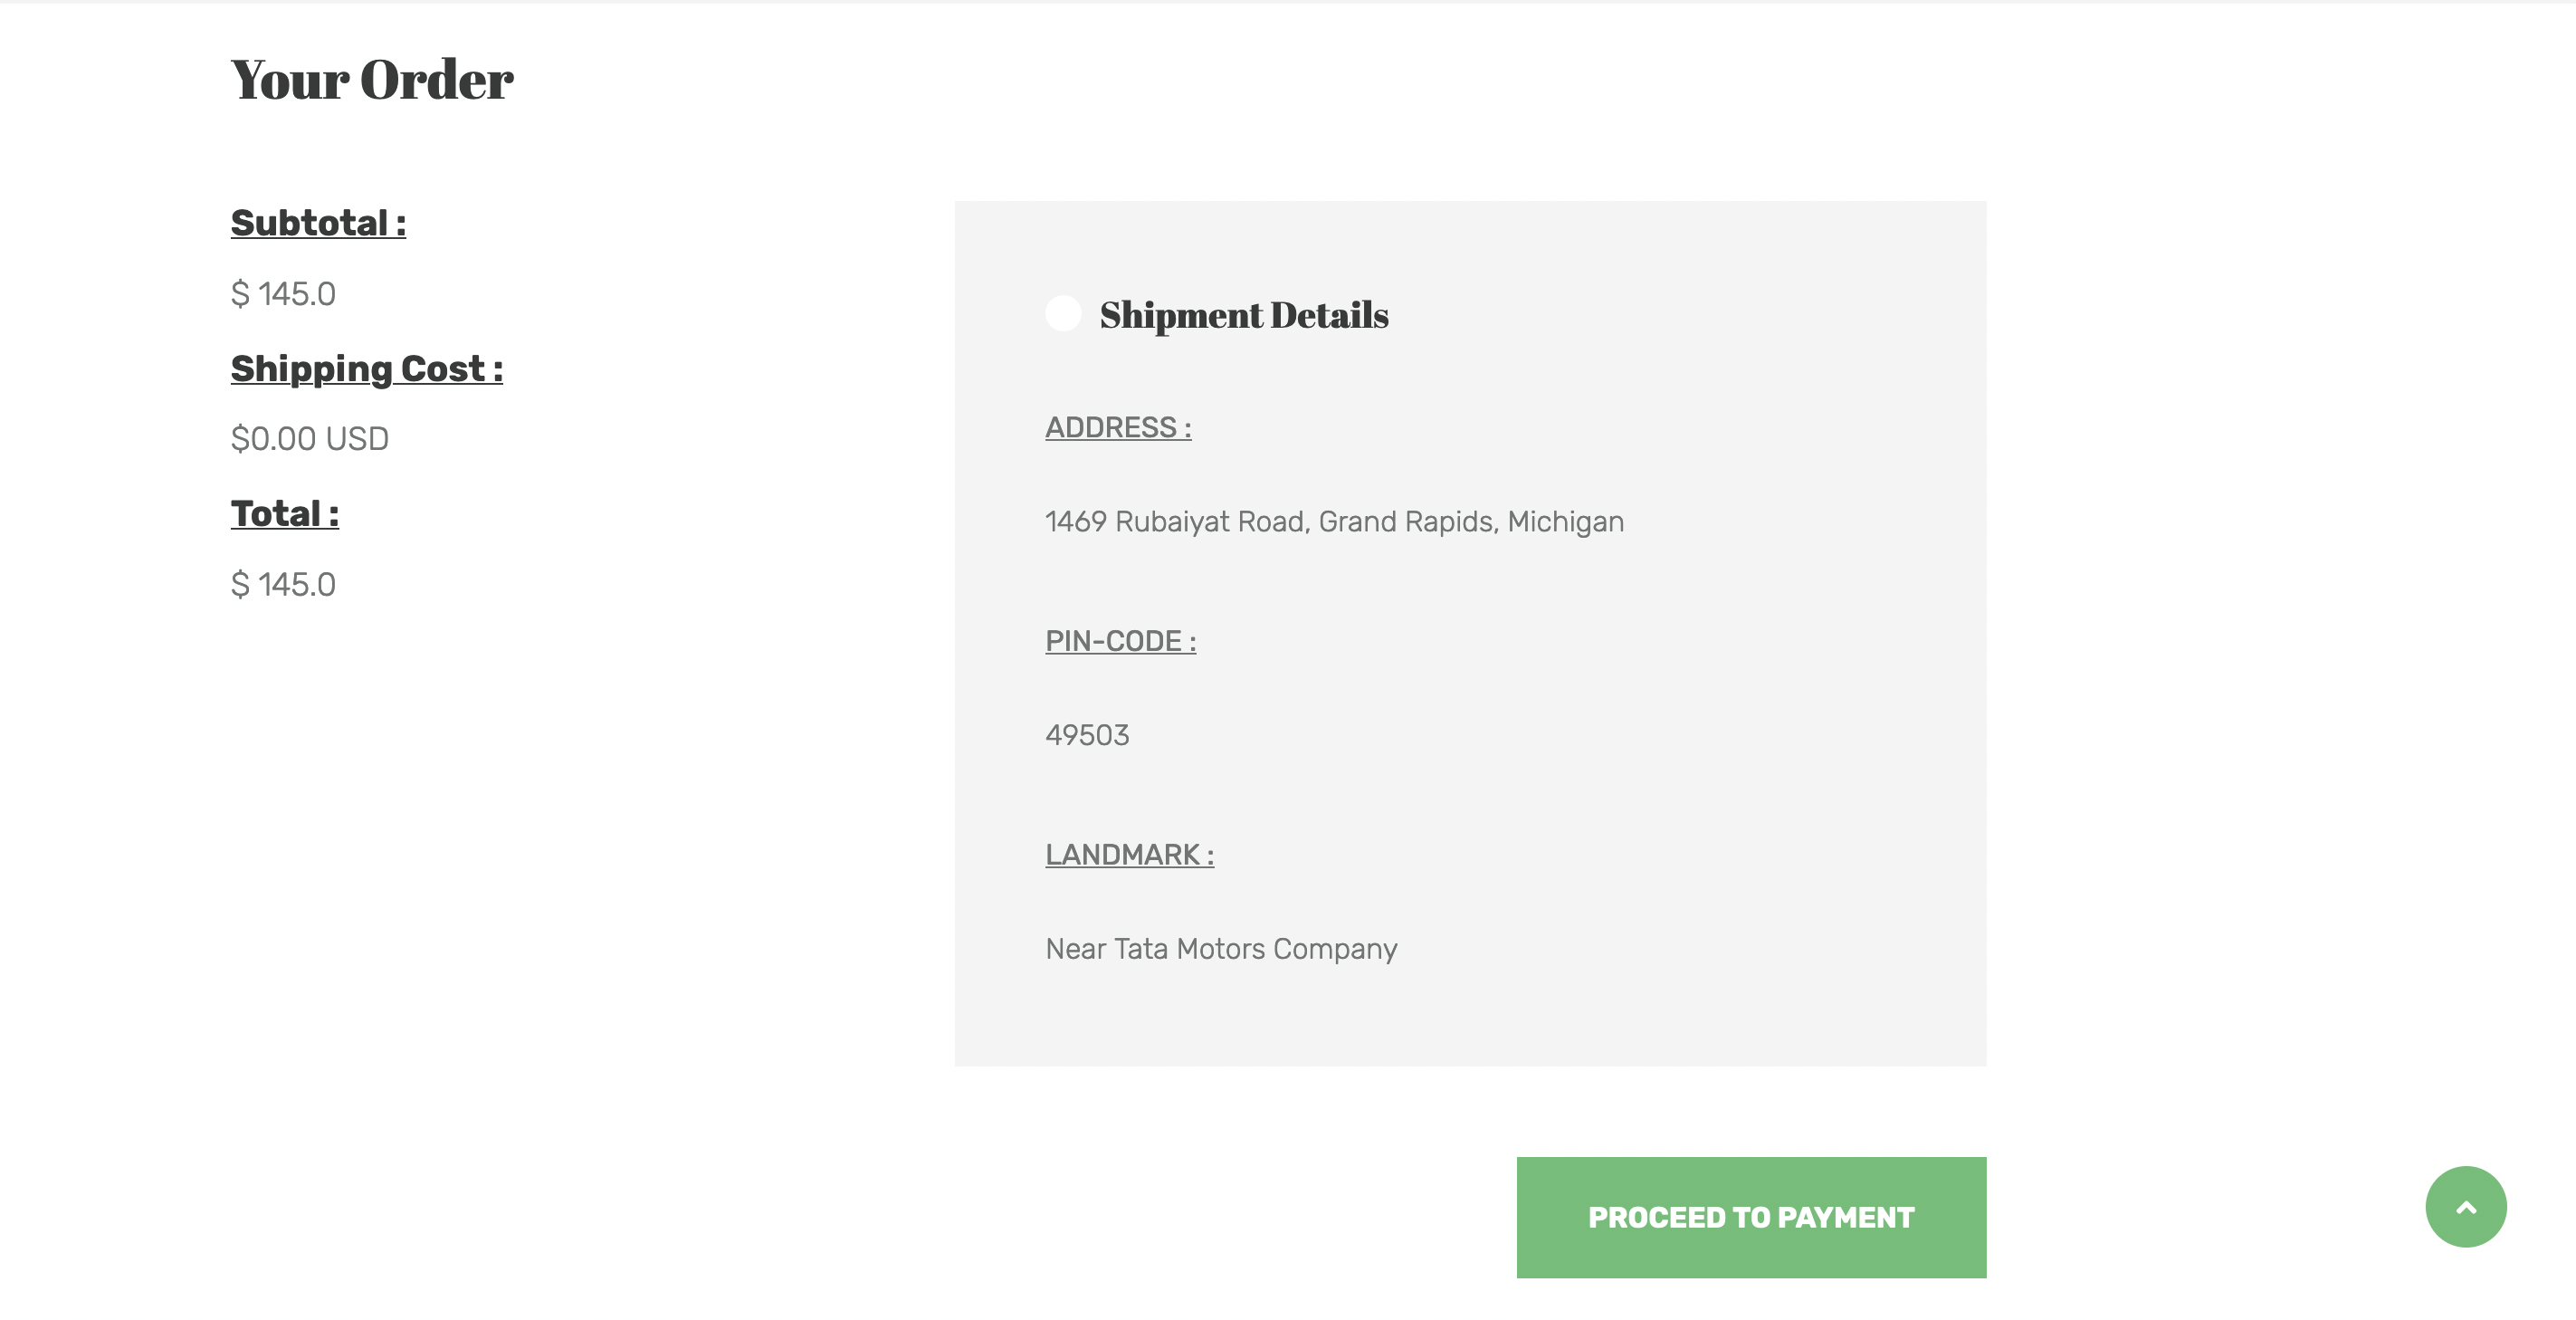 Your Order
Subtotal :
$ 145.0
Shipping Cost :
$0.00 USD
Total :
$ 145.0
Shipment Details
ADDRESS :
1469 Rubaiyat Road, Grand Rapids, Michigan
PIN-CODE :
49503
LANDMARK :
Near Tata Motors Company
PROCEED TO PAYMENT